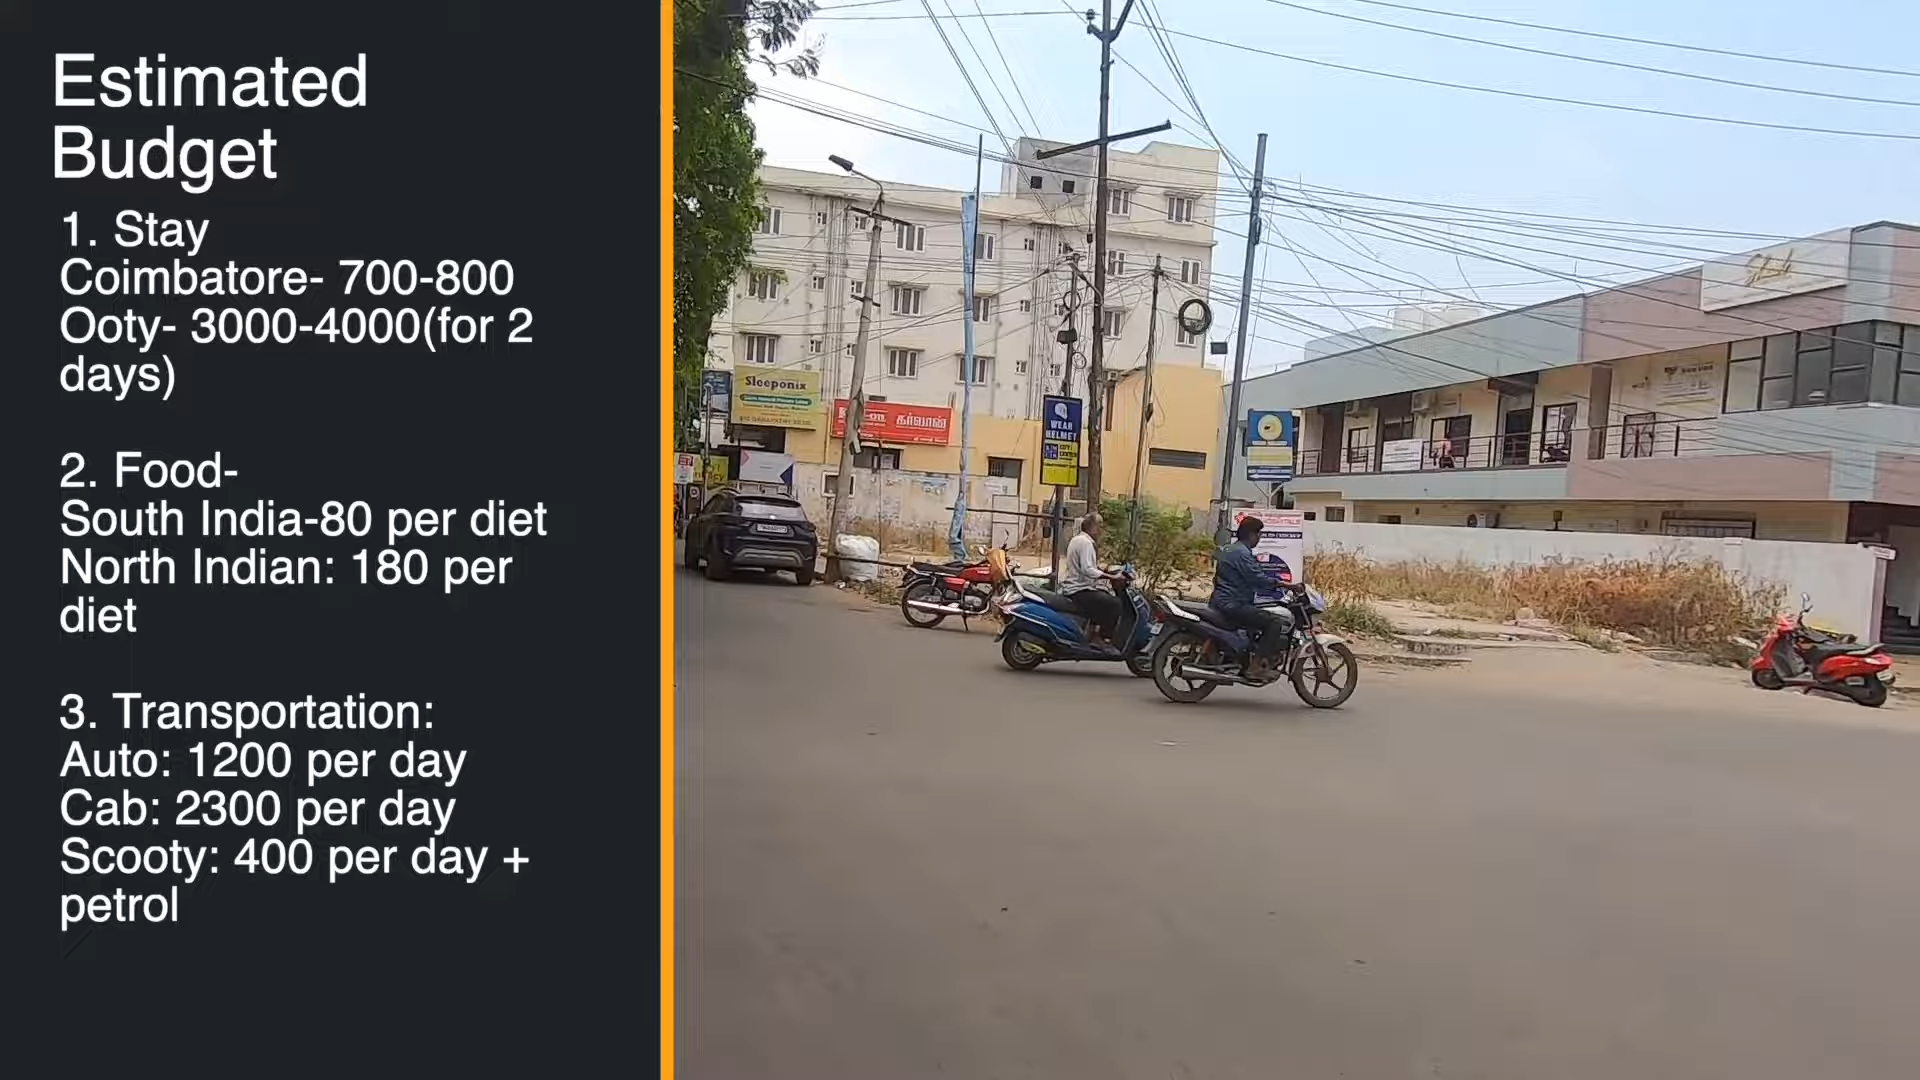 Estimated
Budget
1. Stay
Coimbatore- 700-800
Ooty- 3000-4000(for 2
days)
2. Food-
South India-80 per diet
North Indian: 180 per
diet
3. Transportation:
Auto: 1200 per day
Cab: 2300 per day
Scooty: 400 per day +
petrol
Sleeponix
கர்வான்
WEAR
HELMET